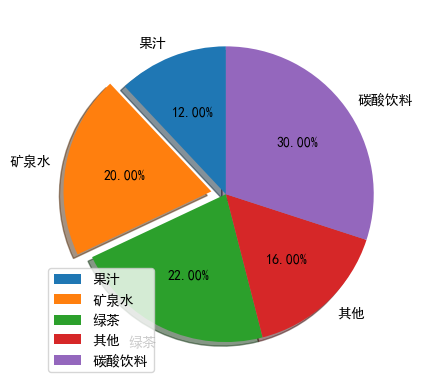 果汁
12.00%
碳酸饮料
30.00%
矿泉水
20.00%
22.00%
16.00%
其他
绿茶
果汁
矿泉水
绿茶
其他
碳酸饮料